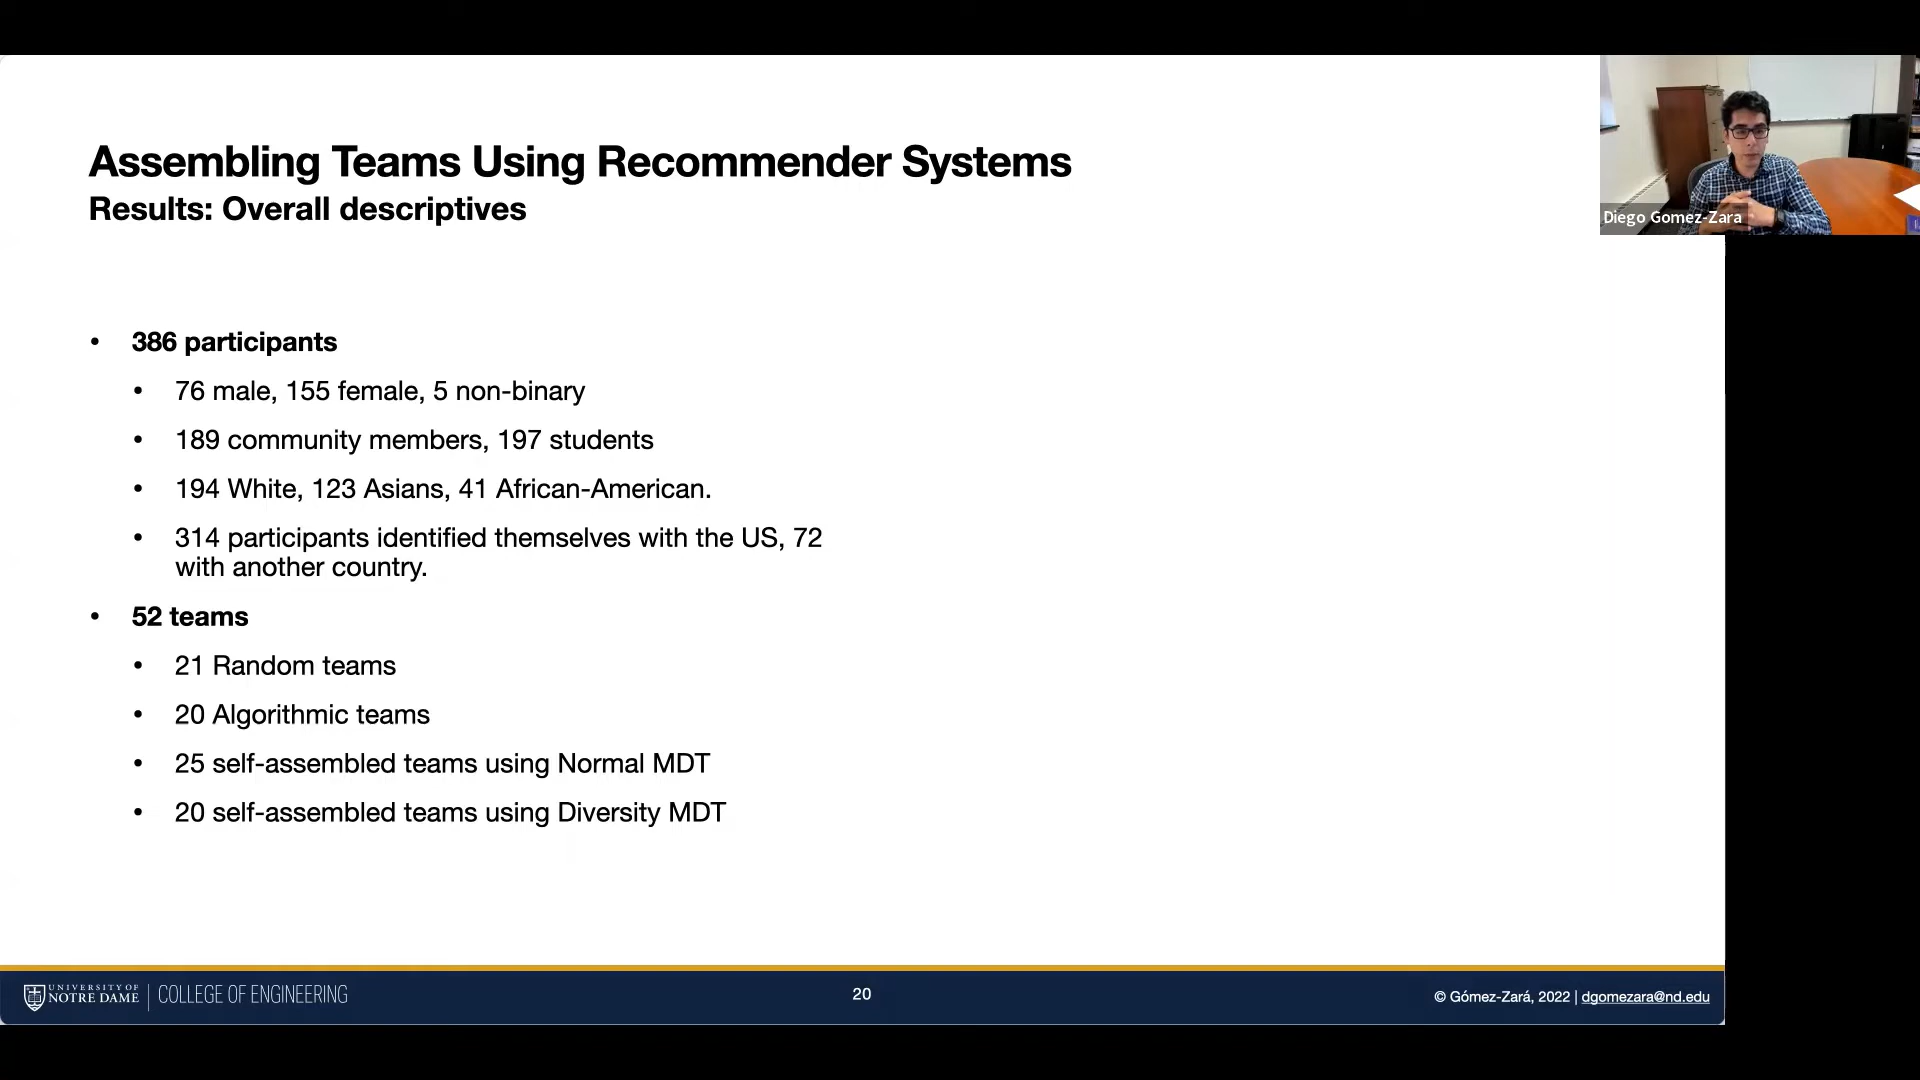 Assembling Teams Using Recommender Systems
Results: Overall descriptives
Diego Gomez-Zara
• 386 participants
• 76 male, 155 female, 5 non-binary
• 189 community members, 197 students
• 194 White, 123 Asians, 41 African-American.
• 314 participants identified themselves with the US, 72
with another country.
• 52 teams
• 21 Random teams
• 20 Algorithmic teams
• 25 self-assembled teams using Normal MDT
• 20 self-assembled teams using Diversity MDT
UNIVERSITY OF
NOTRE DAME
COLLEGE OF ENGINEERING
20
© Gómez-Zará, 2022 | dgomezara@nd.edu